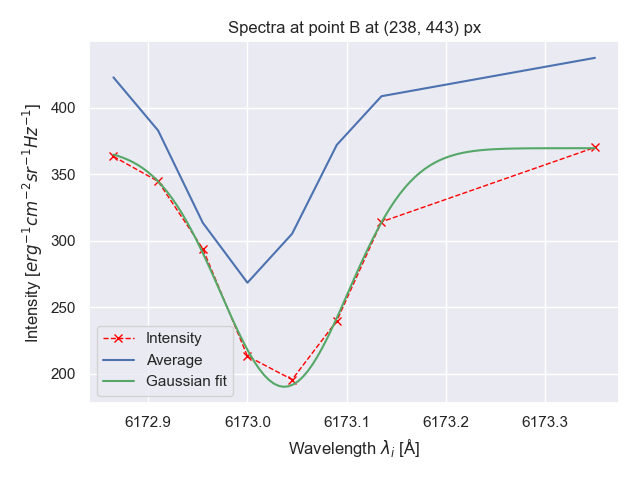 Spectra at point B at (238, 443) px
Intensity [erg⁻¹cm⁻²sr⁻¹Hz⁻¹]
400
350
300
250
200
Intensity
Average
Gaussian fit
6172.9 6173.0 6173.1 6173.2 6173.3
Wavelength λᵢ [Å]